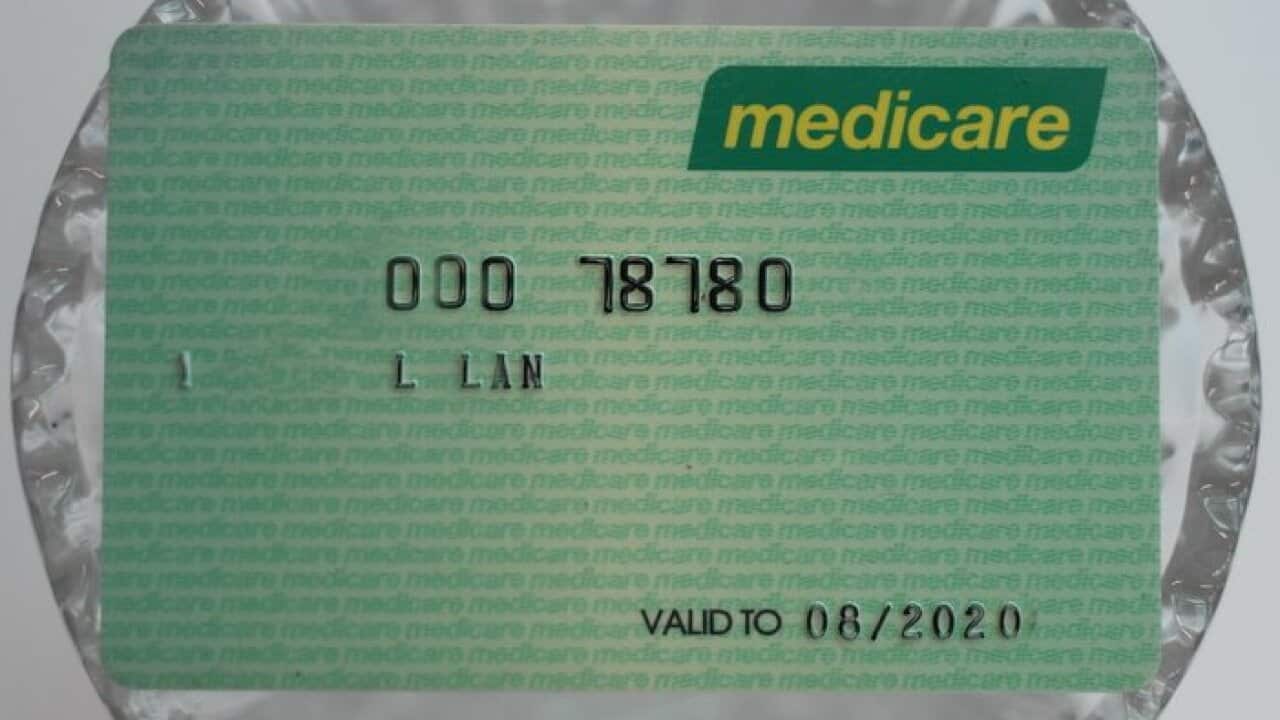 medicare
000 78780
1 L LAN
VALID TO 08/2020